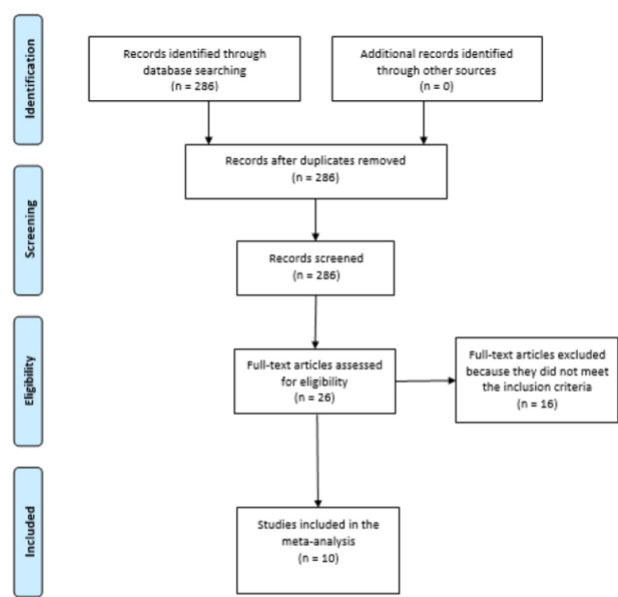 Identification
Records identified through
database searching
(n = 286)
Additional records identified
through other sources
(n = 0)
Records after duplicates removed
(n = 286)
Screening
Records screened
(n = 286)
Eligibility
Full-text articles assessed
for eligibility
(n = 26)
Full-text articles excluded
because they did not meet
the inclusion criteria
(n = 16)
Included
Studies included in the
meta-analysis
(n = 10)